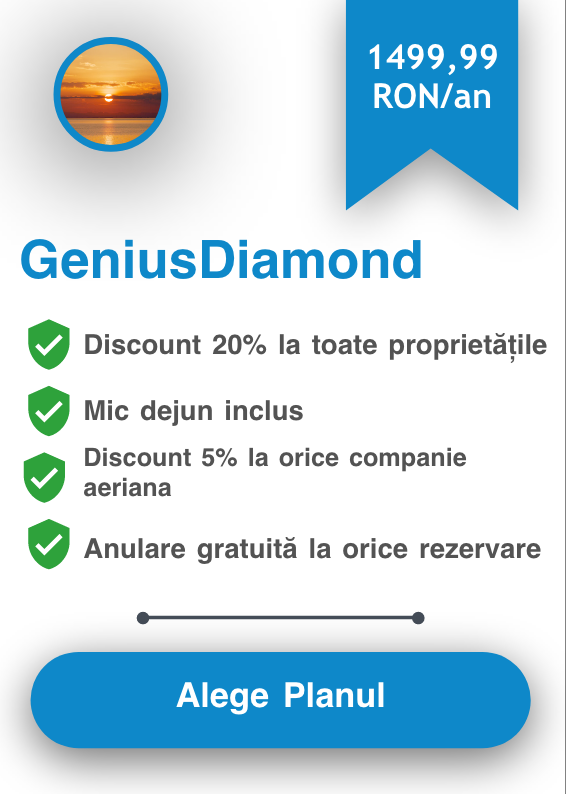 1499,99
RON/an
GeniusDiamond
Discount 20% la toate proprietățile
Mic dejun inclus
Discount 5% la orice companie
aeriana
Anulare gratuită la orice rezervare
Alege Planul